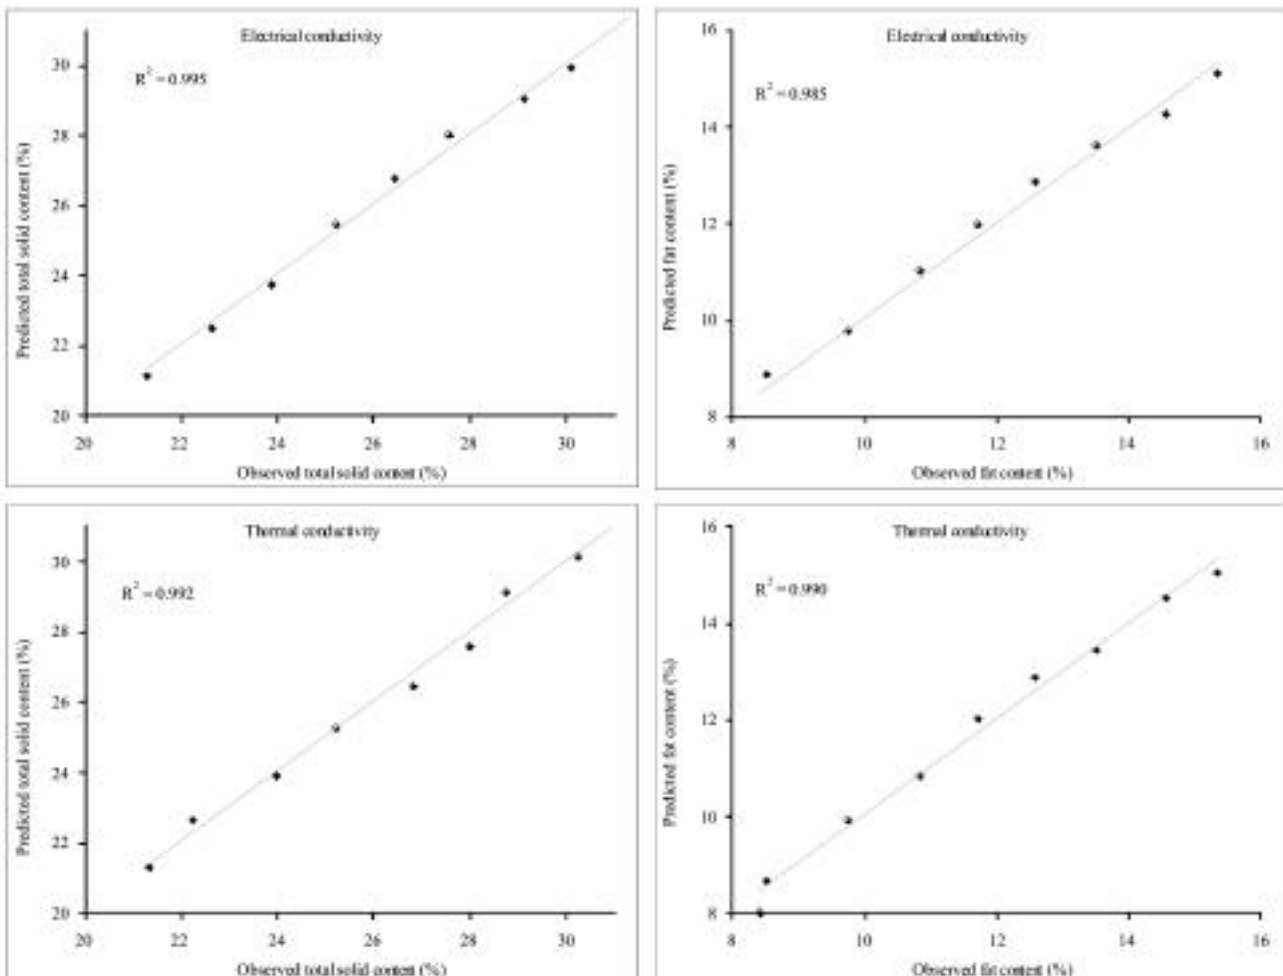 Electrical conductivity
R² = 0.995
Predicted total solid content (%)
30
28
26
24
22
20
20 22 24 26 28 30
Observed total solid content (%)
Electrical conductivity
R² = 0.985
Predicted fat content (%)
16
14
12
10
8
8 10 12 14 16
Observed fat content (%)
Thermal conductivity
R² = 0.992
Predicted total solid content (%)
30
28
26
24
22
20
20 22 24 26 28 30
Observed total solid content (%)
Thermal conductivity
R² = 0.990
Predicted fat content (%)
16
14
12
10
8
8 10 12 14 16
Observed fat content (%)